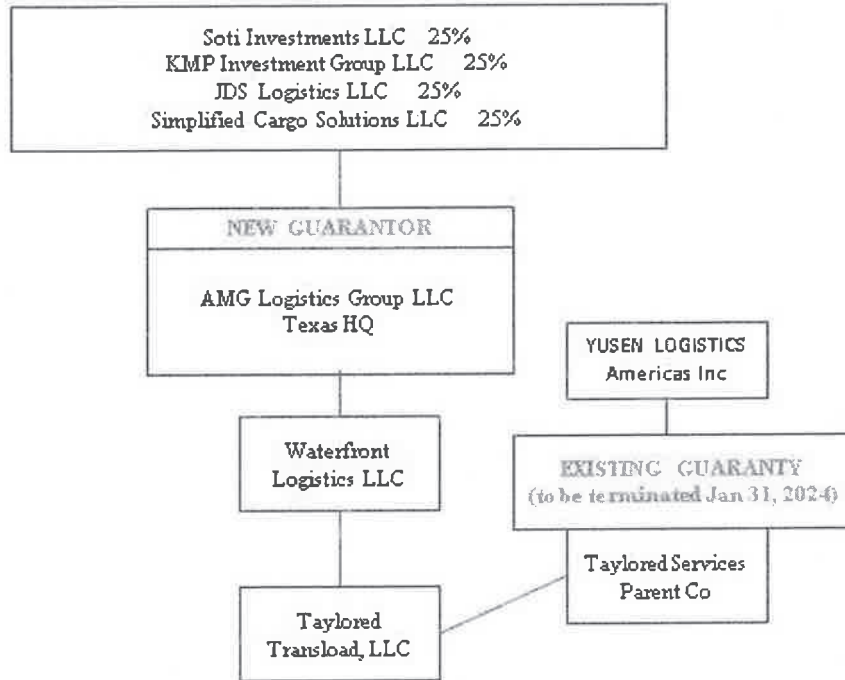 Soti Investments LLC 25%
KMP Investment Group LLC 25%
JDS Logistics LLC 25%
Simplified Cargo Solutions LLC 25%
NEW GUARANTOR
AMG Logistics Group LLC
Texas HQ
YUSEN LOGISTICS
Americas Inc
Waterfront
Logistics LLC
EXISTING GUARANTY
(to be terminated Jan 31, 2024)
Taylored Services
Parent Co
Taylored
Transload, LLC